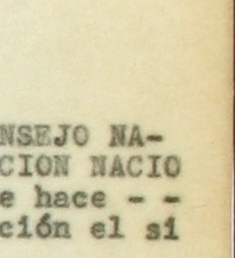 NSEJO NA-
CION NACIO
e hace - -
ción el si